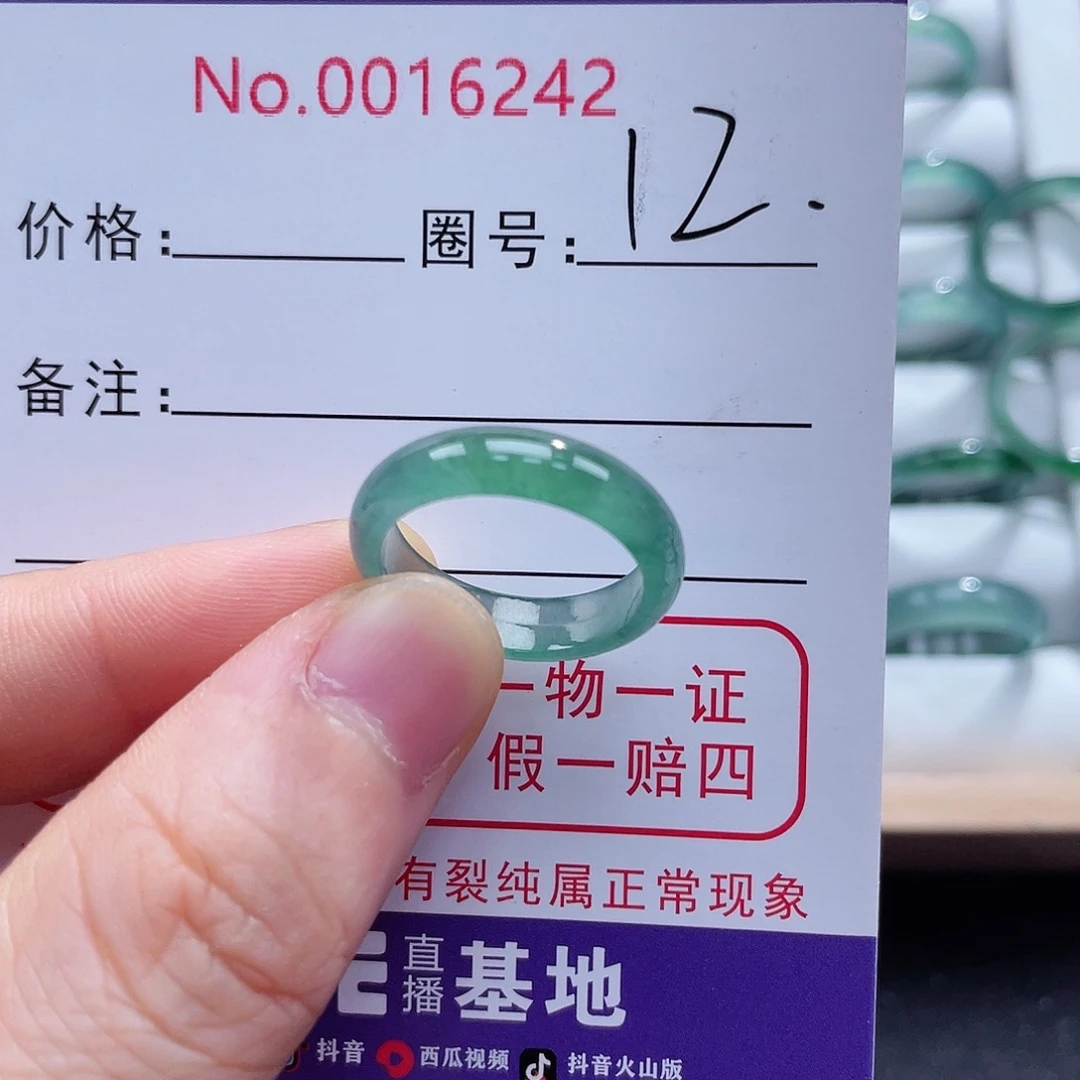 No.0016242
价格: 圈号: 12.
备注:
一物一证
假一赔四
有裂纯属正常现象
直播基地
抖音 西瓜视频 抖音火山版